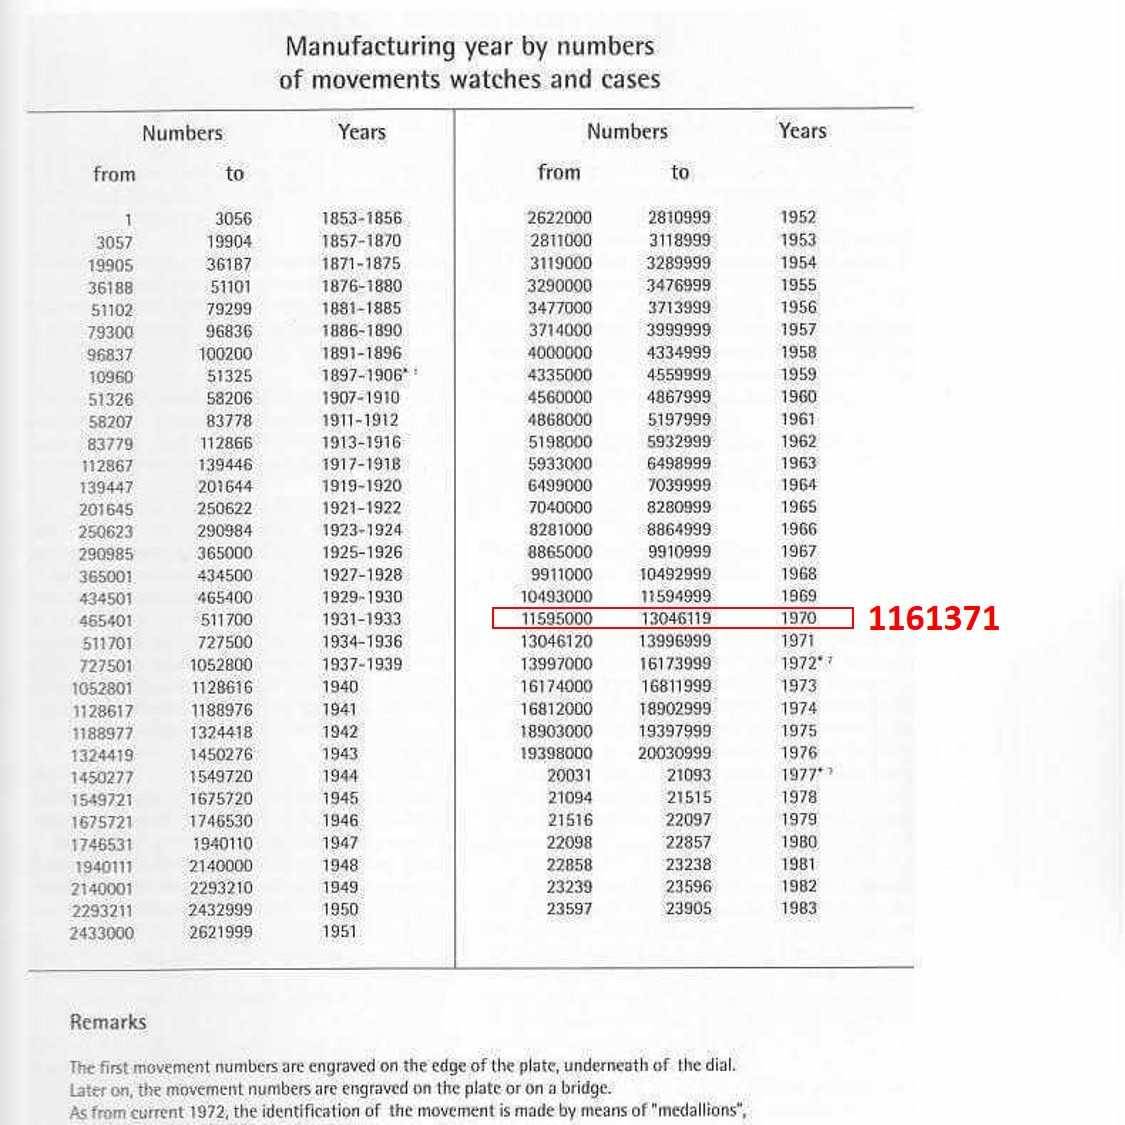 Manufacturing year by numbers
of movements watches and cases
Numbers Years
from to
1 3056 1853-1856
3057 19904 1857-1870
19905 36187 1871-1875
36188 51101 1876-1880
51102 79299 1881-1885
79300 96836 1886-1890
96837 100200 1891-1896
10960 51325 1897-1906*
51326 58206 1907-1910
58207 83778 1911-1912
83779 112866 1913-1916
112867 139446 1917-1918
139447 201644 1919-1920
201645 250622 1921-1922
250623 290984 1923-1924
290985 365000 1925-1926
365001 434500 1927-1928
434501 465400 1929-1930
465401 511700 1931-1933
511701 727500 1934-1936
727501 1052800 1937-1939
1052801 1128616 1940
1128617 1188976 1941
1188977 1324418 1942
1324419 1450276 1943
1450277 1549720 1944
1549721 1675720 1945
1675721 1746530 1946
1746531 1940110 1947
1940111 2140000 1948
2140001 2293210 1949
2293211 2432999 1950
2433000 2621999 1951
Numbers Years
from to
2622000 2810999 1952
2811000 3118999 1953
3119000 3289999 1954
3290000 3476999 1955
3477000 3713999 1956
3714000 3999999 1957
4000000 4334999 1958
4335000 4559999 1959
4560000 4867999 1960
4868000 5197999 1961
5198000 5932999 1962
5933000 6498999 1963
6499000 7039999 1964
7040000 8280999 1965
8281000 8864999 1966
8865000 9910999 1967
9911000 10492999 1968
10493000 11594999 1969
11595000 13046119 1970 1161371
13046120 13996999 1971
13997000 16173999 1972*
16174000 16811999 1973
16812000 18902999 1974
18903000 19397999 1975
19398000 20030999 1976
20031 21093 1977*
21094 21515 1978
21516 22097 1979
22098 22857 1980
22858 23238 1981
23239 23596 1982
23597 23905 1983
Remarks
The first movement numbers are engraved on the edge of the plate, underneath of the dial.
Later on, the movement numbers are engraved on the plate or on a bridge.
As from current 1972, the identification of the movement is made by means of "medallions",